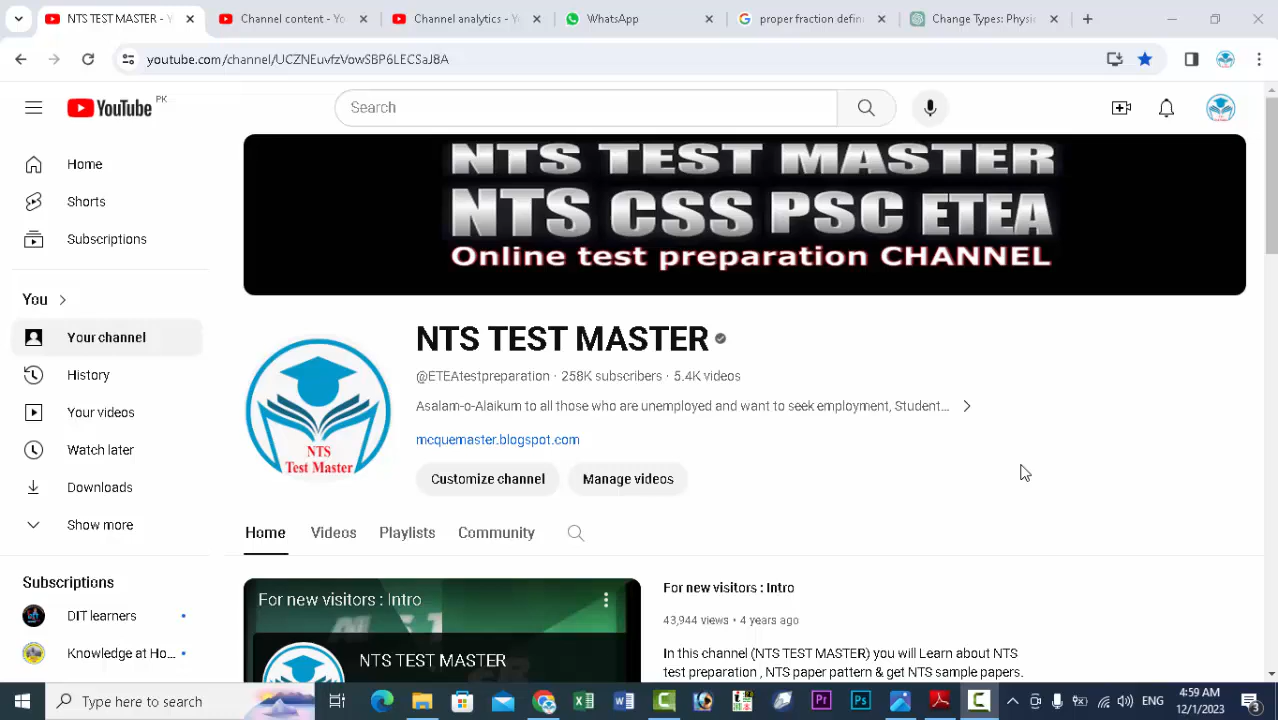 NTS TEST MASTER - Y
Channel content - Yo
Channel analytics - Y
WhatsApp
proper fraction defin
Change Types: Physic
youtube.com/channel/UCZNEuvfzVowSBP6LECSaJ8A
YouTube PK
Search
Home
Shorts
Subscriptions
You
Your channel
History
Your videos
Watch later
Downloads
Show more
Subscriptions
DIT learners
Knowledge at Ho...
NTS TEST MASTER
NTS CSS PSC ETEA
Online test preparation CHANNEL
NTS
Test Master
NTS TEST MASTER
@ETEAtestpreparation · 258K subscribers · 5.4K videos
Asalam-o-Alaikum to all those who are unemployed and want to seek employment, Student...
mcquemaster.blogspot.com
Customize channel
Manage videos
Home
Videos
Playlists
Community
For new visitors : Intro
NTS TEST MASTER
For new visitors : Intro
43,944 views • 4 years ago
In this channel (NTS TEST MASTER) you will Learn about NTS
test preparation , NTS paper pattern & get NTS sample papers.
Type here to search
ENG
4:59 AM
12/1/2023
3